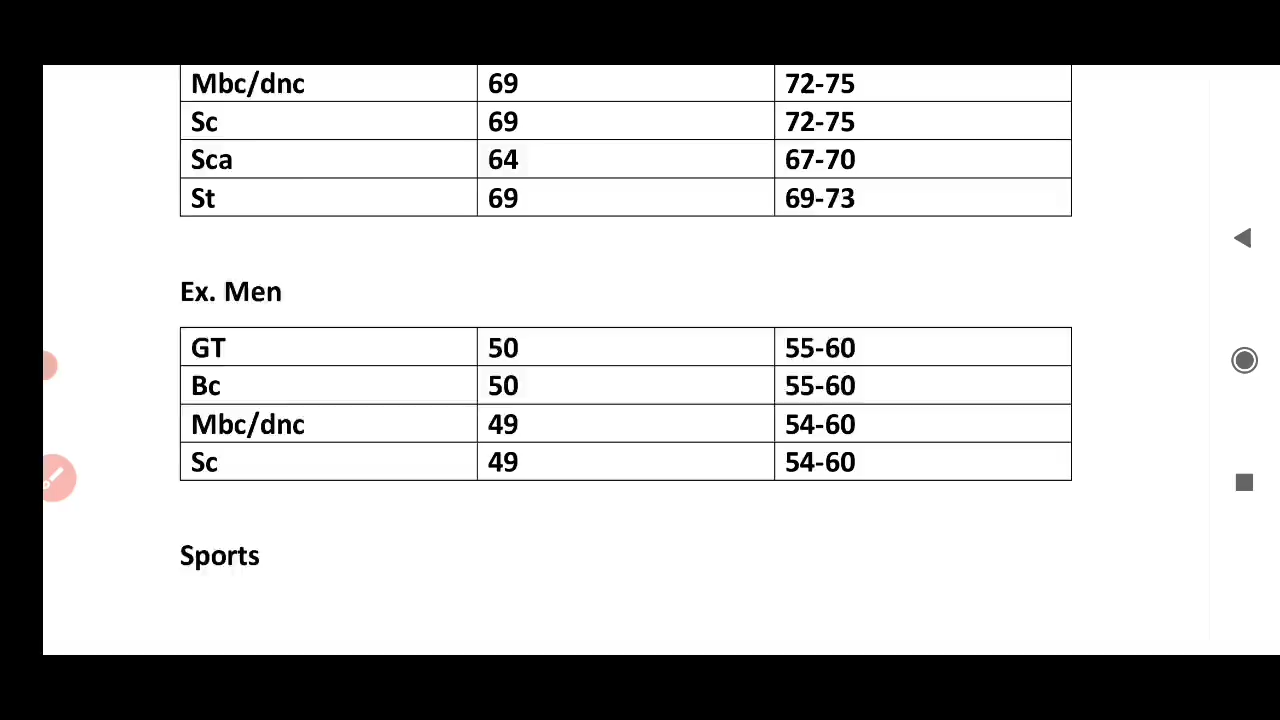 Mbc/dnc 69 72-75
Sc 69 72-75
Sca 64 67-70
St 69 69-73
Ex. Men
GT 50 55-60
Bc 50 55-60
Mbc/dnc 49 54-60
Sc 49 54-60
Sports